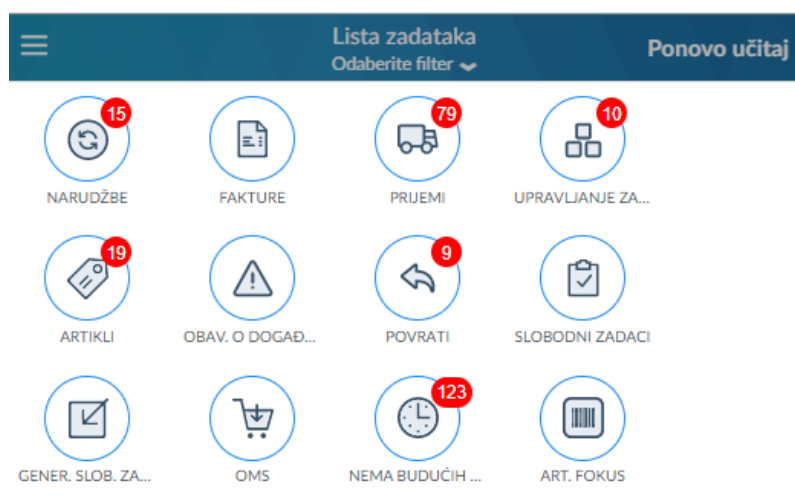 Lista zadataka
Odaberite filter
Ponovo učitaj
15
79
10
NARUDŽBE
FAKTURE
PRIJEMI
UPRAVLJANJE ZA...
19
9
ARTIKLI
OBAV. O DOGAĐ...
POVRATI
SLOBODNI ZADACI
123
GENER. SLOB. ZA...
OMS
NEMA BUDUĆIH ...
ART. FOKUS